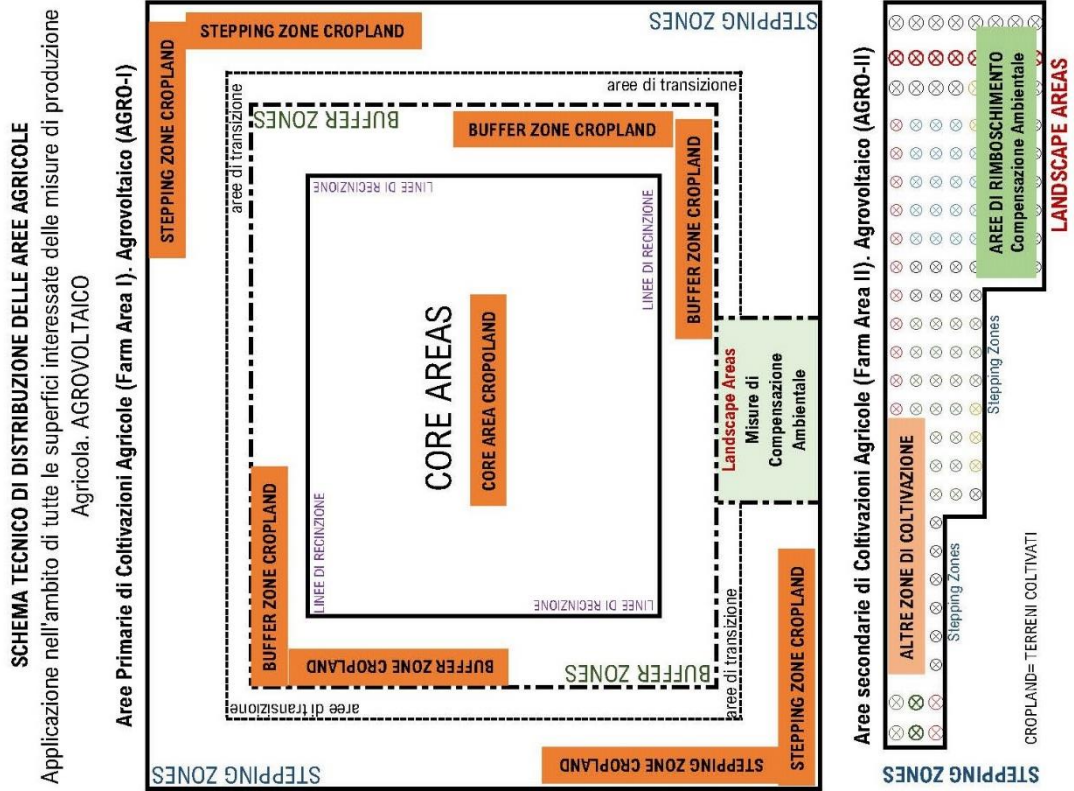 SCHEMA TECNICO DI DISTRIBUZIONE DELLE AREE AGRICOLE
Applicazione nell'ambito di tutte le superfici interessate delle misure di produzione
Agricola. AGROVOLTAICO
Aree Primarie di Coltivazioni Agricole (Farm Area I). Agrovoltaico (AGRO-I)
STEPPING ZONES
STEPPING ZONE CROPLAND
STEPPING ZONE CROPLAND
STEPPING ZONES
aree di transizione
aree di transizione
BUFFER ZONES
BUFFER ZONE CROPLAND
BUFFER ZONE CROPLAND
LINEE DI RECINZIONE
LINEE DI RECINZIONE
CORE AREAS
CORE AREA CROPOLAND
LINEE DI RECINZIONE
LINEE DI RECINZIONE
BUFFER ZONE CROPLAND
BUFFER ZONE CROPLAND
BUFFER ZONES
aree di transizione
aree di transizione
Landscape Areas
Misure di
Compensazione
Ambientale
STEPPING ZONE CROPLAND
STEPPING ZONE CROPLAND
Aree secondarie di Coltivazioni Agricole (Farm Area II). Agrovoltaico (AGRO-II)
STEPPING ZONES
ALTRE ZONE DI COLTIVAZIONE
Stepping Zones
Stepping Zones
AREE DI RIMBOSCHIMENTO
Compensazione Ambientale
LANDSCAPE AREAS
CROPLAND= TERRENI COLTIVATI